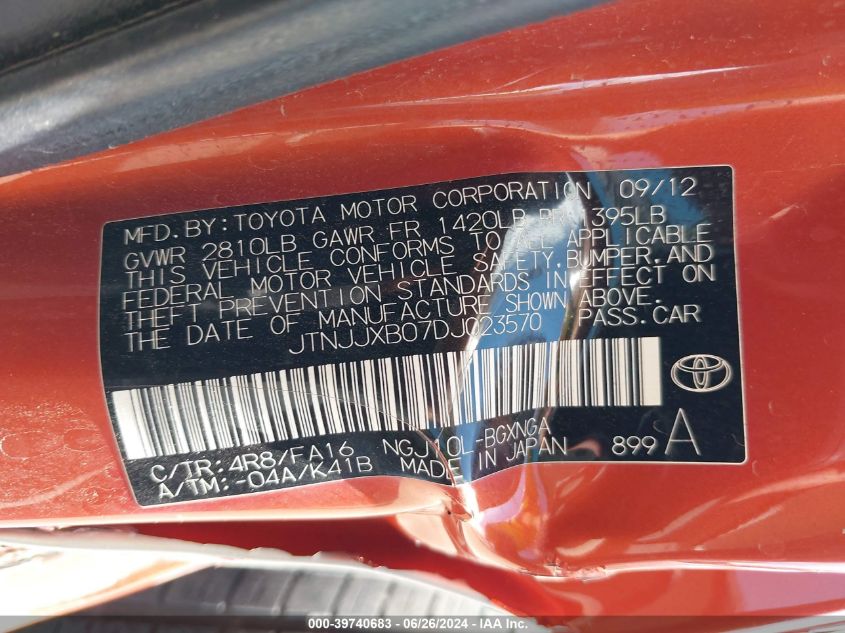 MFD. BY: TOYOTA MOTOR CORPORATION 09/12
GVWR 2810LB GAWR FR 1420LB RR 1395LB
THIS VEHICLE CONFORMS TO ALL APPLICABLE
FEDERAL MOTOR VEHICLE SAFETY, BUMPER, AND
THEFT PREVENTION STANDARDS IN EFFECT ON
THE DATE OF MANUFACTURE SHOWN ABOVE.
JTNJJXB07DJ023570 PASS. CAR
C/TR: 4R8/FA16 NGJ10L-BGXNGA
A/TM: -04A/K41B MADE IN JAPAN 899A
000-39740683 / 06/26/2024 / IAA Inc.